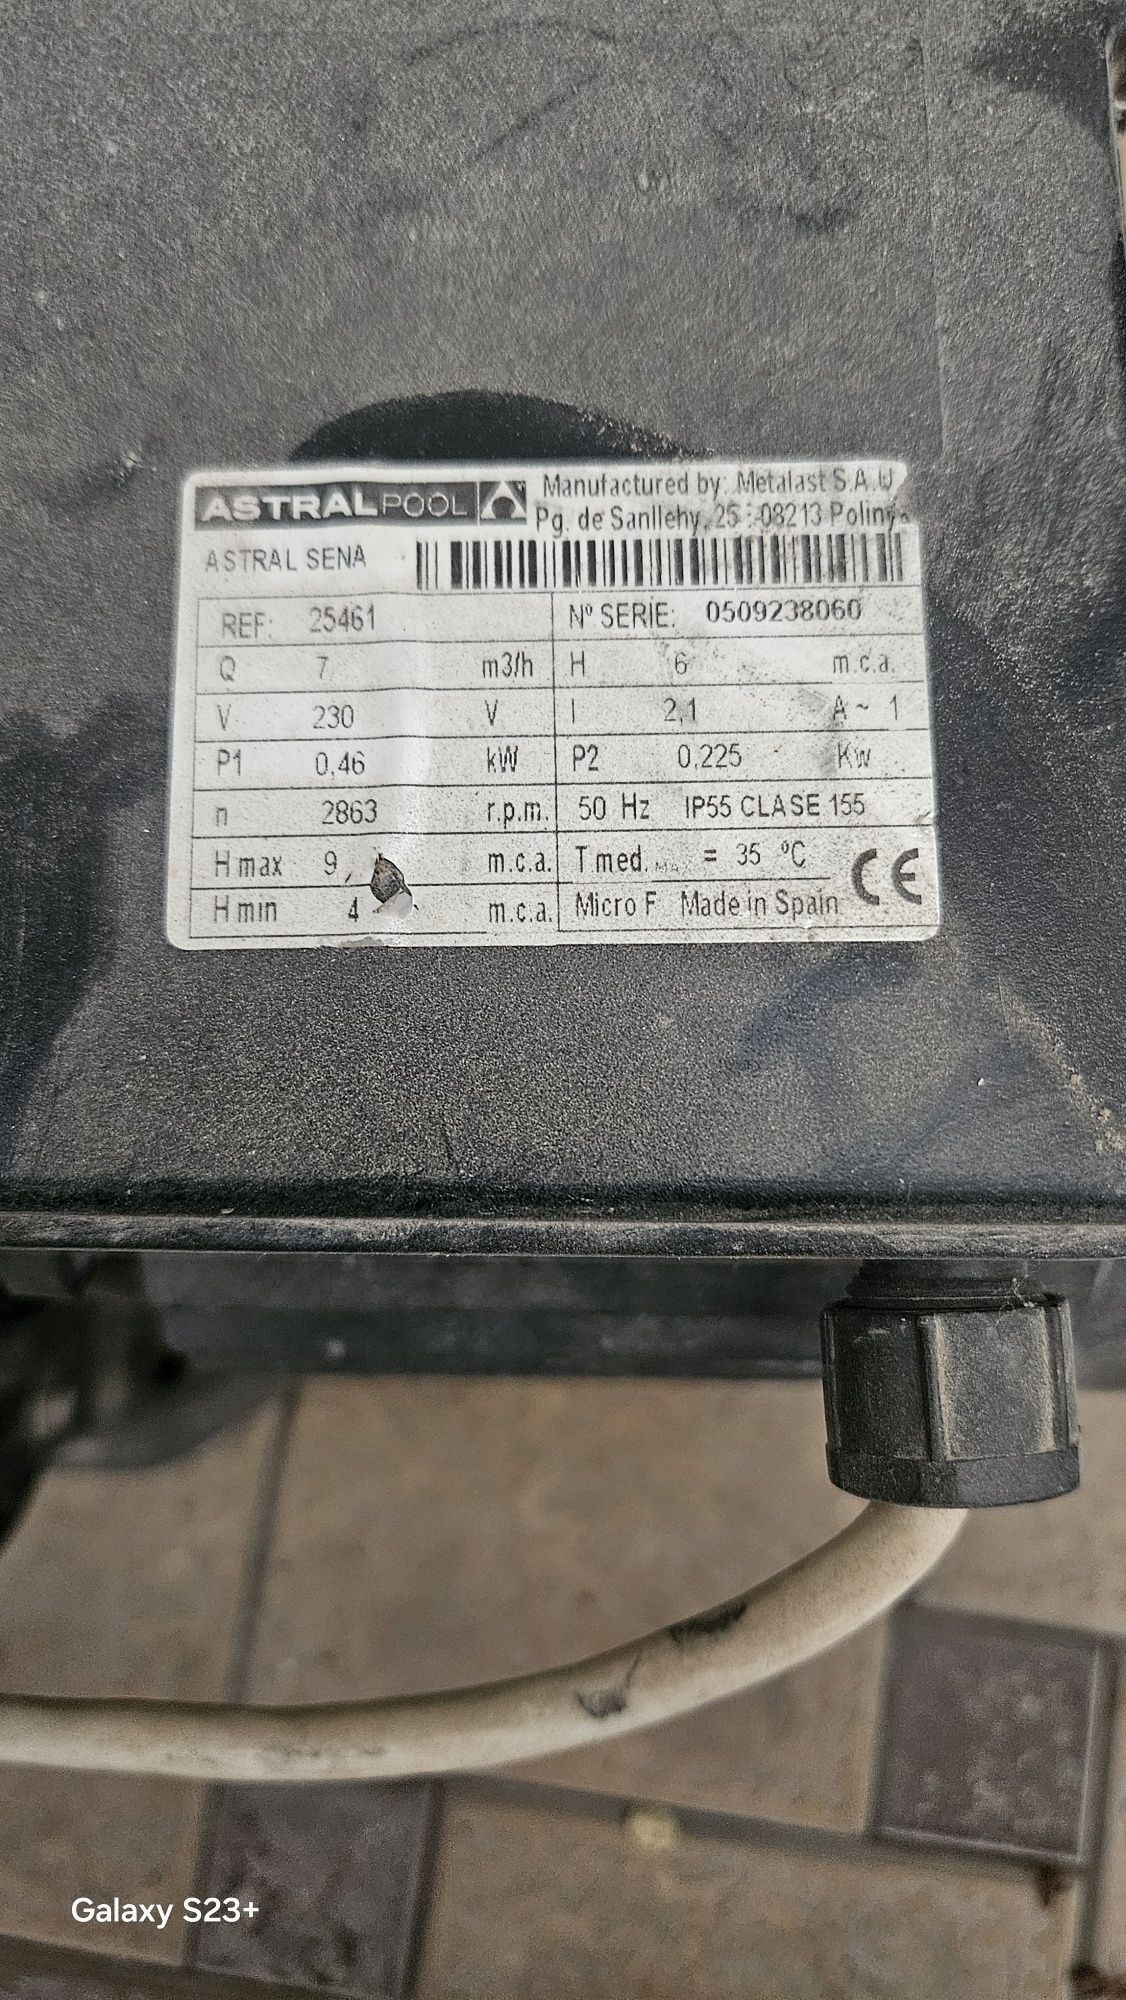 ASTRALPOOL
Manufactured by: Metalast S.A.U
Pg. de Sanllehy, 25 : 08213 Poliny
ASTRAL SENA
REF: 25461
Nº SERIE: 0509238060
Q 7 m3/h H 6 m.c.a.
V 230 V I 2,1 A~ 1
P1 0,46 kW P2 0,225 Kw
n 2863 r.p.m. 50 Hz IP55 CLASE 155
H max 9 m.c.a. T med. = 35 ºC
H min 4 m.c.a. Micro F Made in Spain
CE
Galaxy S23+